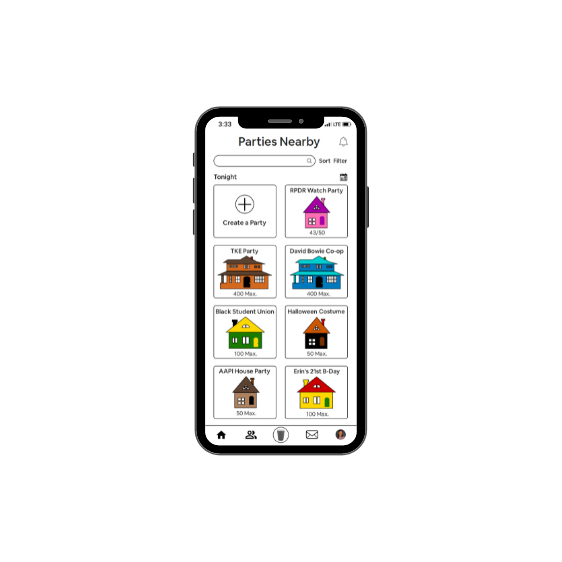 3:33 LTE
Parties Nearby
Sort Filter
Tonight
Create a Party
RPDR Watch Party
43/50
TKE Party
400 Max.
David Bowie Co-op
400 Max.
Black Student Union
100 Max.
Halloween Costume
50 Max.
AAPI House Party
50 Max.
Erin's 21st B-Day
100 Max.